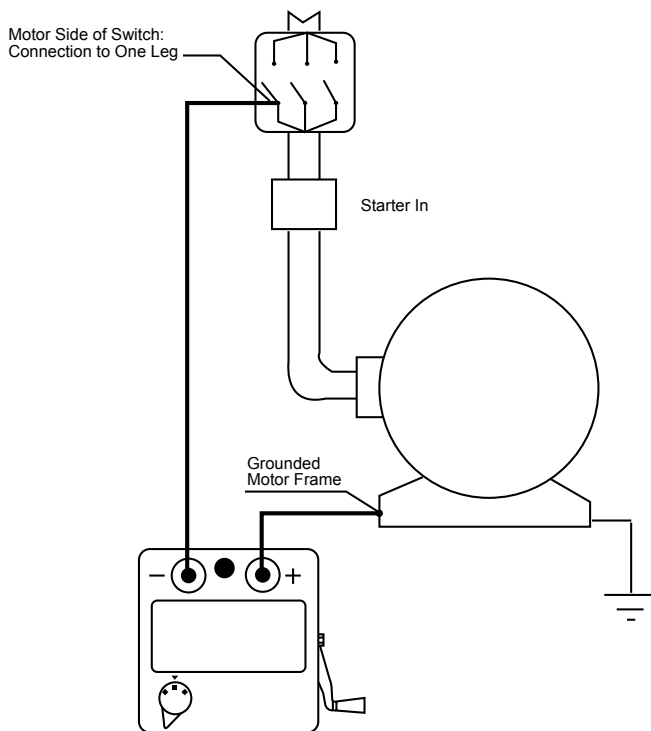 Motor Side of Switch:
Connection to One Leg
Starter In
Grounded
Motor Frame
− +